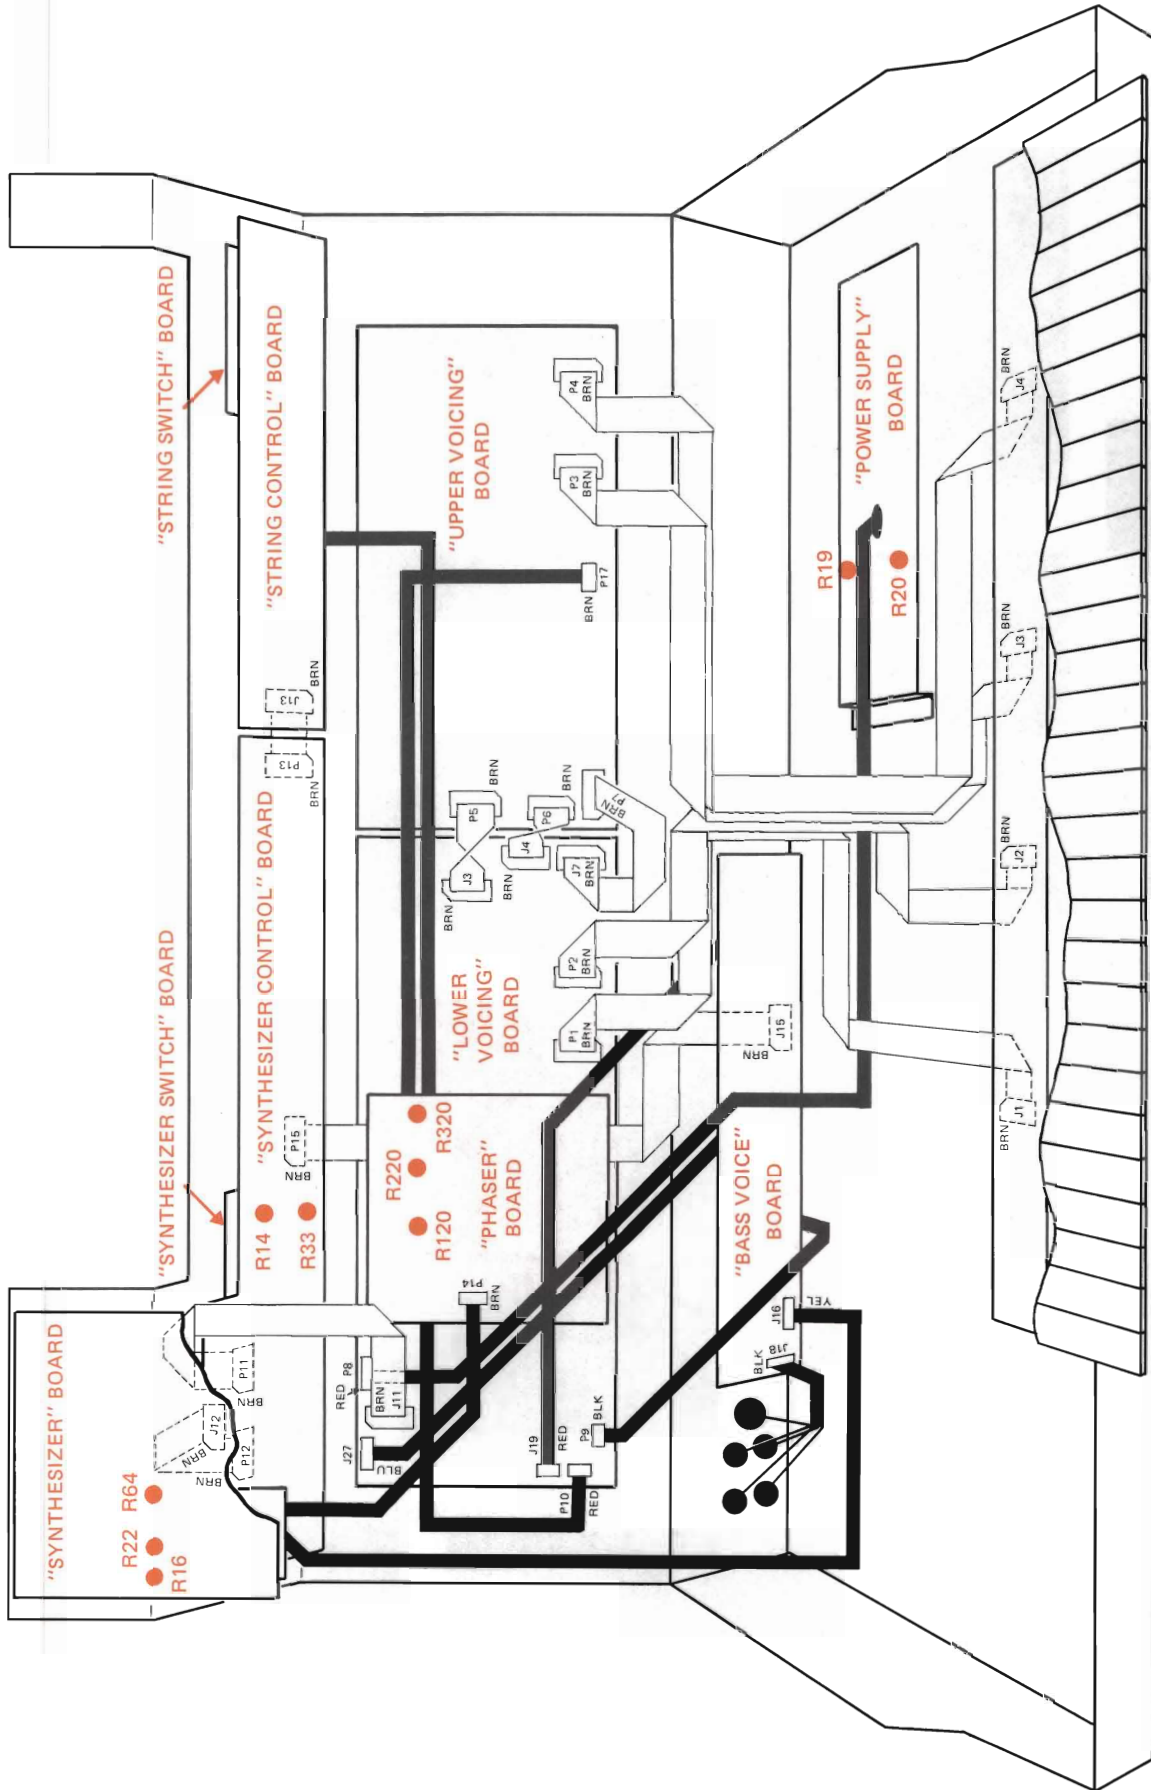 "SYNTHESIZER" BOARD
R64
R22
R16
P11
BRN
J12
BRN
P12
BRN
"SYNTHESIZER SWITCH" BOARD
"STRING SWITCH" BOARD
"SYNTHESIZER CONTROL" BOARD
R14
R33
P15
BRN
P13
BRN
J13
BRN
"STRING CONTROL" BOARD
RED
P8
BRN
J11
J27
BLU
P14
BRN
R120
R220
R320
"PHASER"
BOARD
J19
RED
P10
RED
P9
BLK
"LOWER
VOICING"
BOARD
J3
BRN
P5
BRN
J4
BRN
P6
BRN
J7
BRN
P7
BRN
P1
BRN
P2
BRN
"UPPER VOICING"
BOARD
BRN
P17
P3
BRN
P4
BRN
"BASS VOICE"
BOARD
J16
YEL
J18
BLK
BRN
J15
"POWER SUPPLY"
BOARD
R19
R20
BRN
J1
BRN
J2
BRN
J3
BRN
J4